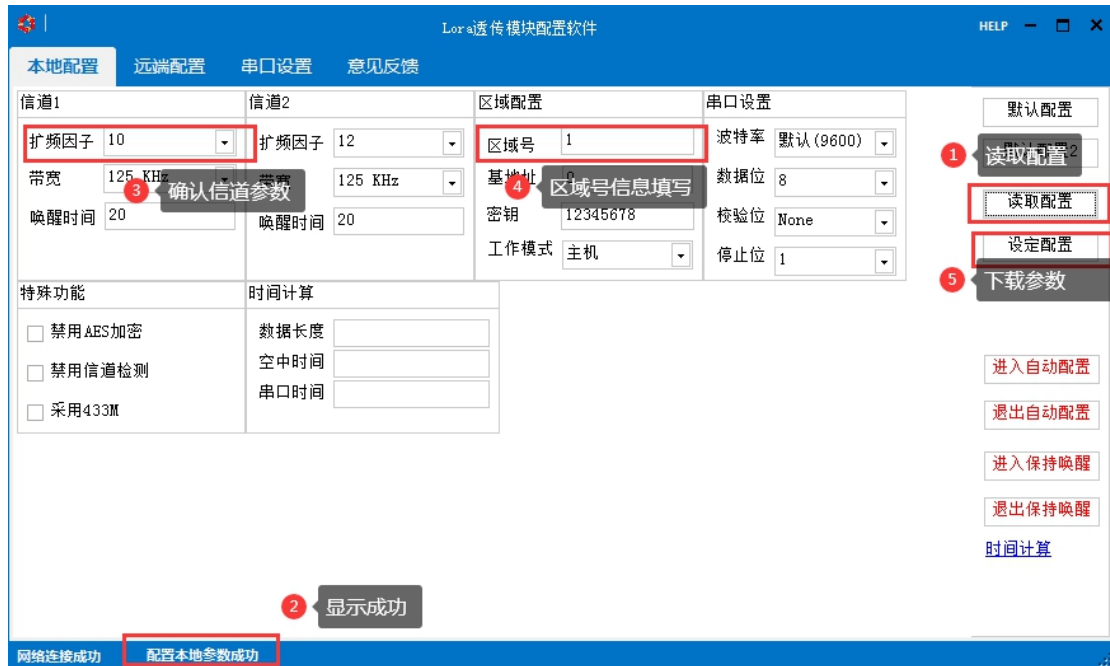 Lora透传模块配置软件
HELP
本地配置 远端配置 串口设置 意见反馈
信道1
扩频因子 10
带宽 125 KHz
唤醒时间 20
3 确认信道参数
信道2
扩频因子 12
125 KHz
唤醒时间 20
区域配置
区域号 1
基地址
4 区域号信息填写
密钥 12345678
工作模式 主机
串口设置
波特率 默认(9600)
数据位 8
校验位 None
停止位 1
默认配置
1 读取配置
读取配置
设定配置
5 下载参数
特殊功能
禁用AES加密
禁用信道检测
采用433M
时间计算
数据长度
空中时间
串口时间
进入自动配置
退出自动配置
进入保持唤醒
退出保持唤醒
时间计算
2 显示成功
网络连接成功 配置本地参数成功